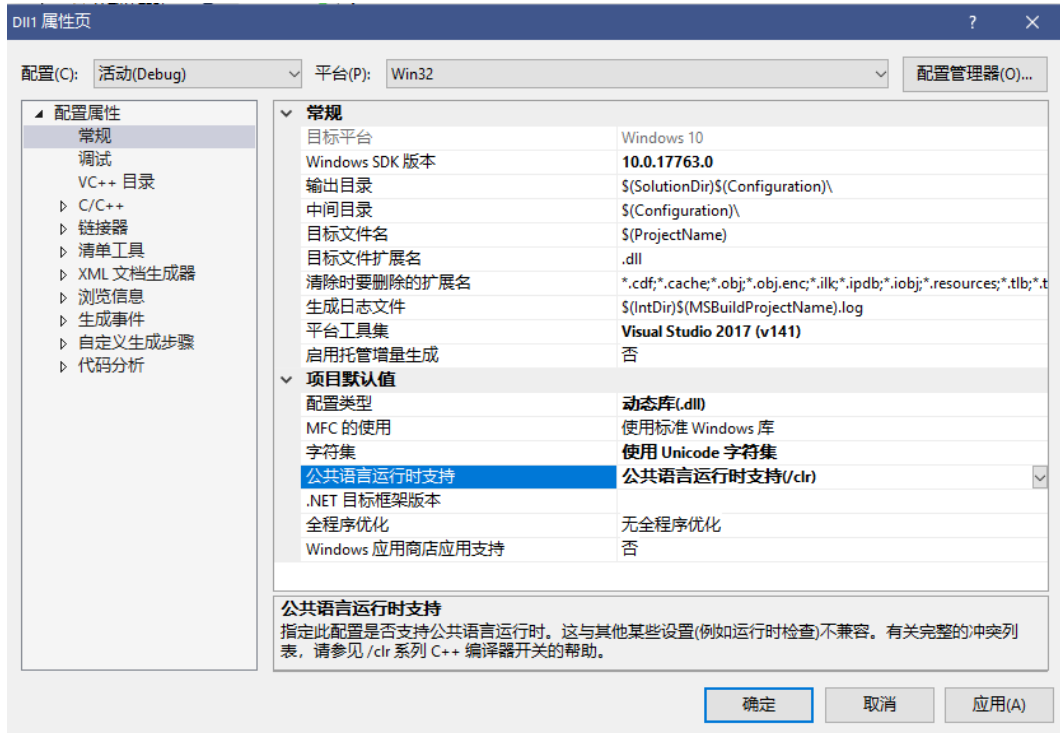 Dll1 属性页
配置(C): 活动(Debug) 平台(P): Win32 配置管理器(O)...
配置属性
常规
调试
VC++ 目录
C/C++
链接器
清单工具
XML 文档生成器
浏览信息
生成事件
自定义生成步骤
代码分析
常规
目标平台 Windows 10
Windows SDK 版本 10.0.17763.0
输出目录 $(SolutionDir)$(Configuration)\
中间目录 $(Configuration)\
目标文件名 $(ProjectName)
目标文件扩展名 .dll
清除时要删除的扩展名 *.cdf;*.cache;*.obj;*.obj.enc;*.ilk;*.ipdb;*.iobj;*.resources;*.tlb;*.t
生成日志文件 $(IntDir)$(MSBuildProjectName).log
平台工具集 Visual Studio 2017 (v141)
启用托管增量生成 否
项目默认值
配置类型 动态库(.dll)
MFC 的使用 使用标准 Windows 库
字符集 使用 Unicode 字符集
公共语言运行时支持 公共语言运行时支持(/clr)
.NET 目标框架版本
全程序优化 无全程序优化
Windows 应用商店应用支持 否
公共语言运行时支持
指定此配置是否支持公共语言运行时。这与其他某些设置(例如运行时检查)不兼容。有关完整的冲突列
表，请参见 /clr 系列 C++ 编译器开关的帮助。
确定 取消 应用(A)